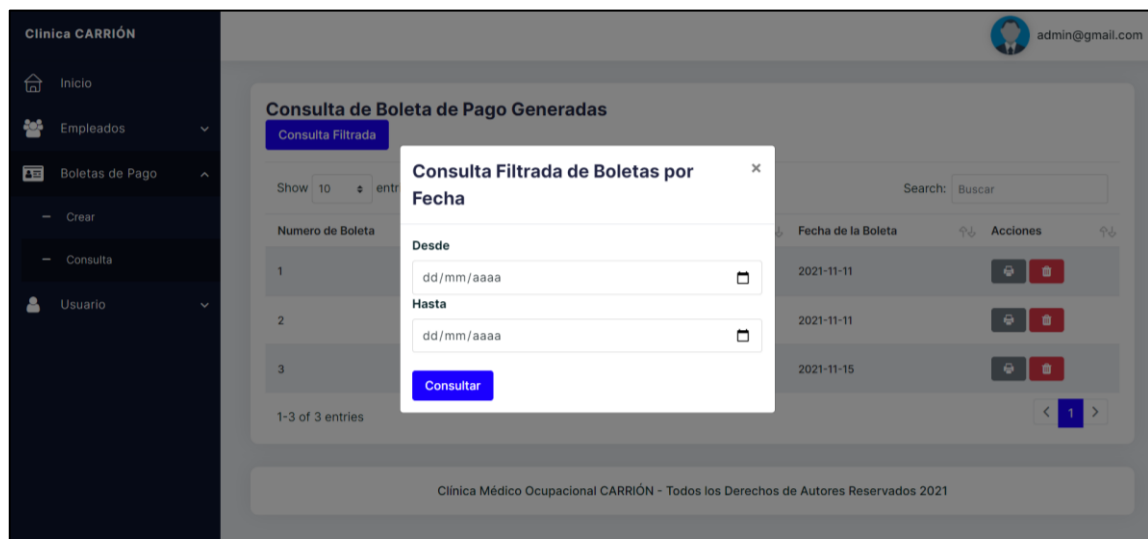 Clínica CARRIÓN
admin@gmail.com
Inicio
Empleados
Boletas de Pago
Crear
Consulta
Usuario
Consulta de Boleta de Pago Generadas
Consulta Filtrada
Show 10 entr
Search: Buscar
Numero de Boleta
Fecha de la Boleta
Acciones
1
2021-11-11
2
2021-11-11
3
2021-11-15
1-3 of 3 entries
< 1 >
Consulta Filtrada de Boletas por
Fecha
×
Desde
dd/mm/aaaa
Hasta
dd/mm/aaaa
Consultar
Clínica Médico Ocupacional CARRIÓN - Todos los Derechos de Autores Reservados 2021